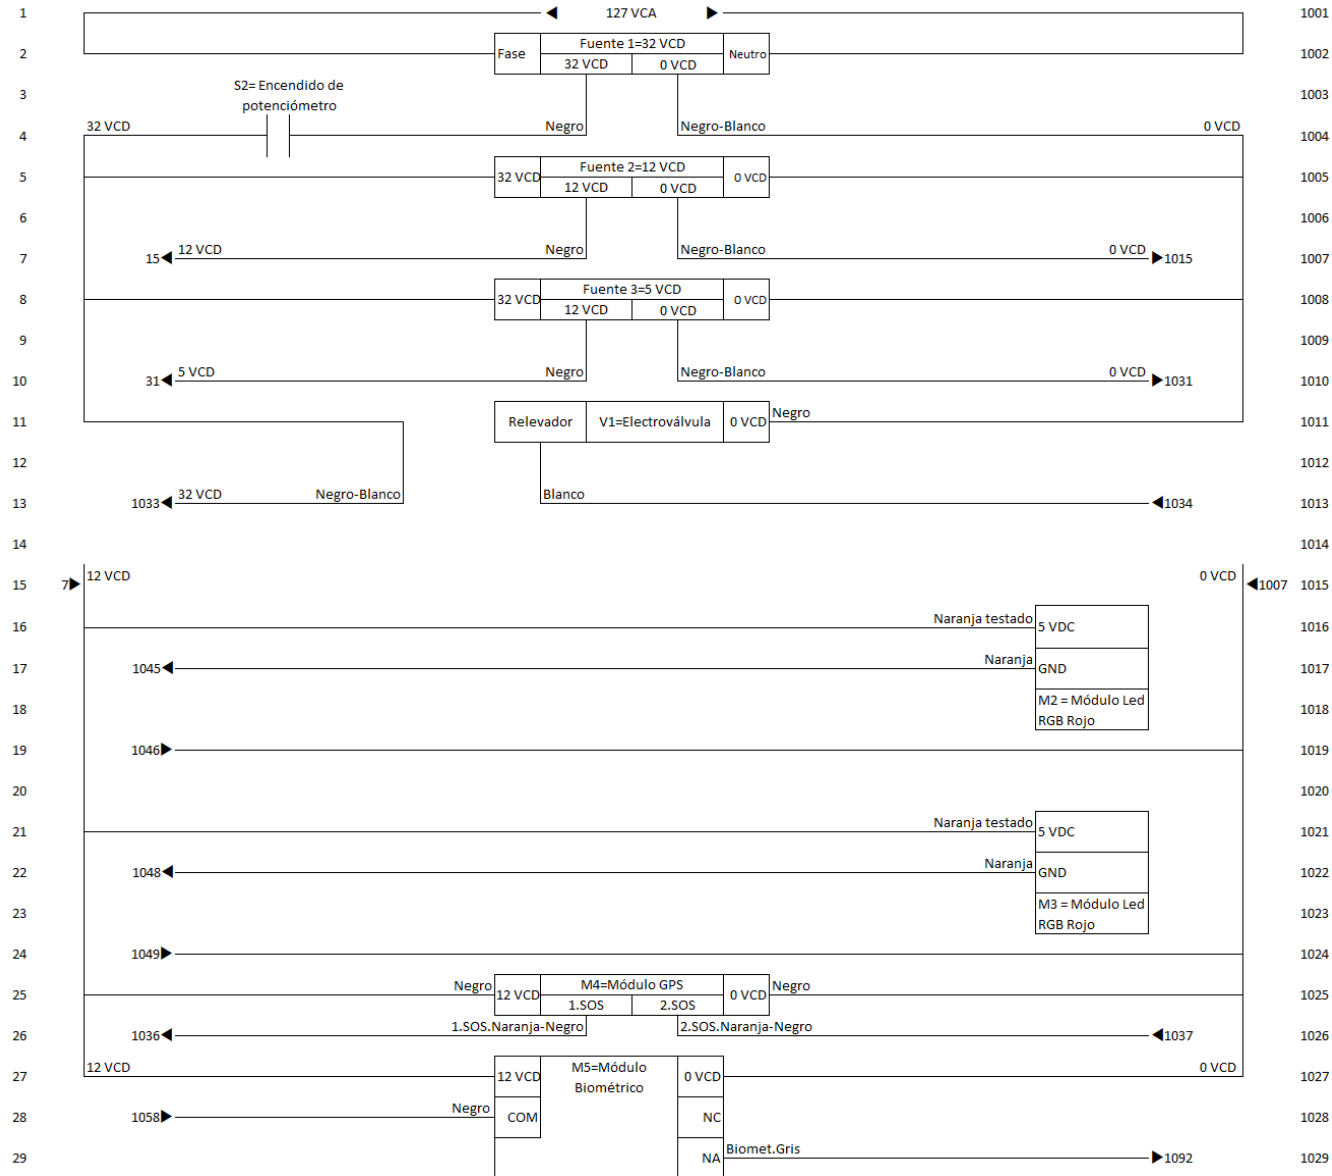 1 127 VCA 1001
2 Fase Fuente 1=32 VCD Neutro 1002
32 VCD 0 VCD
3 S2= Encendido de 1003
potenciómetro
4 32 VCD Negro Negro-Blanco 0 VCD 1004
5 32 VCD Fuente 2=12 VCD 0 VCD 1005
12 VCD 0 VCD
6 1006
7 15 12 VCD Negro Negro-Blanco 0 VCD 1015 1007
8 32 VCD Fuente 3=5 VCD 0 VCD 1008
12 VCD 0 VCD
9 1009
10 31 5 VCD Negro Negro-Blanco 0 VCD 1031 1010
11 Relevador V1=Electroválvula 0 VCD Negro 1011
12 1012
13 1033 32 VCD Negro-Blanco Blanco 1034 1013
14 1014
15 7 12 VCD 0 VCD 1007 1015
16 Naranja testado 5 VDC 1016
17 1045 Naranja GND 1017
18 M2 = Módulo Led 1018
RGB Rojo
19 1046 1019
20 1020
21 Naranja testado 5 VDC 1021
22 1048 Naranja GND 1022
23 M3 = Módulo Led 1023
RGB Rojo
24 1049 1024
25 Negro 12 VCD M4=Módulo GPS 0 VCD Negro 1025
1.SOS 2.SOS
26 1036 1.SOS.Naranja-Negro 2.SOS.Naranja-Negro 1037 1026
27 12 VCD 12 VCD M5=Módulo 0 VCD 0 VCD 1027
Biométrico
28 1058 Negro COM NC 1028
29 NA Biomet.Gris 1092 1029